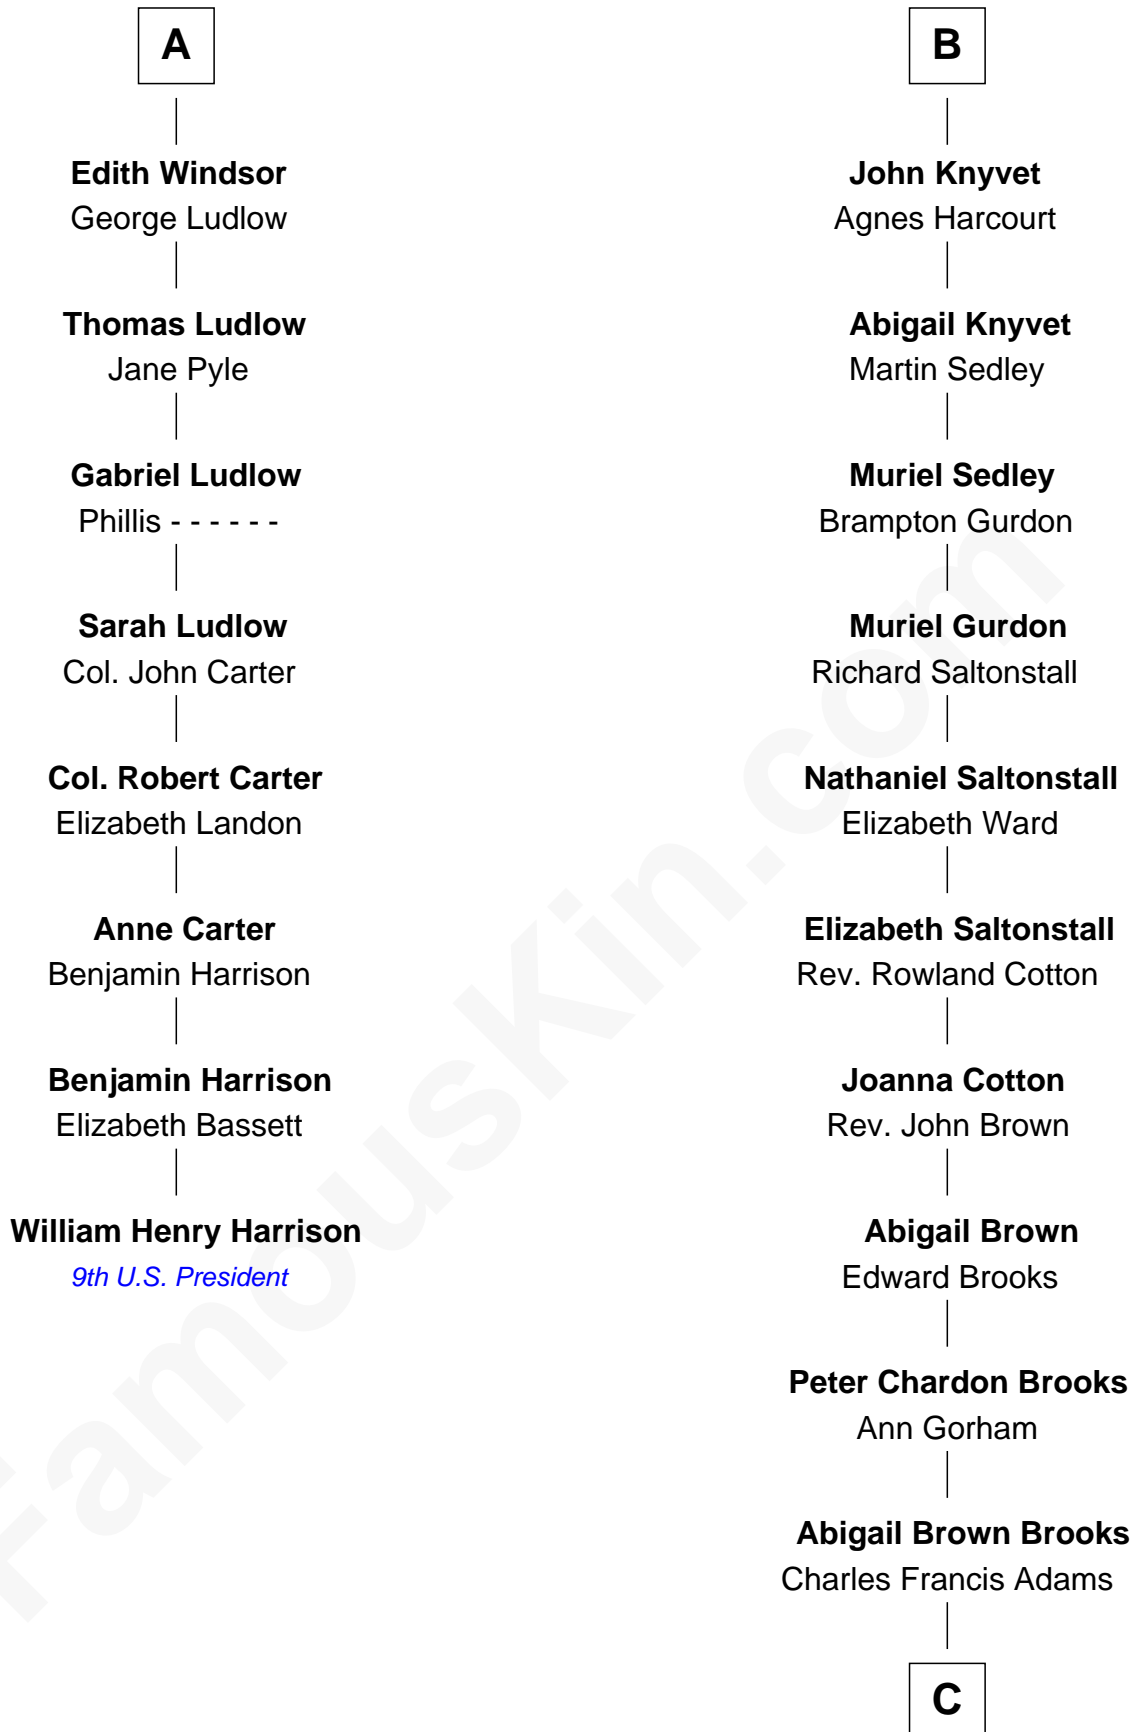 A
Edith Windsor
George Ludlow
Thomas Ludlow
Jane Pyle
Gabriel Ludlow
Phillis - - - - - -
Sarah Ludlow
Col. John Carter
Col. Robert Carter
Elizabeth Landon
Anne Carter
Benjamin Harrison
Benjamin Harrison
Elizabeth Bassett
William Henry Harrison
9th U.S. President
B
John Knyvet
Agnes Harcourt
Abigail Knyvet
Martin Sedley
Muriel Sedley
Brampton Gurdon
Muriel Gurdon
Richard Saltonstall
Nathaniel Saltonstall
Elizabeth Ward
Elizabeth Saltonstall
Rev. Rowland Cotton
Joanna Cotton
Rev. John Brown
Abigail Brown
Edward Brooks
Peter Chardon Brooks
Ann Gorham
Abigail Brown Brooks
Charles Francis Adams
C
FamousKin.com